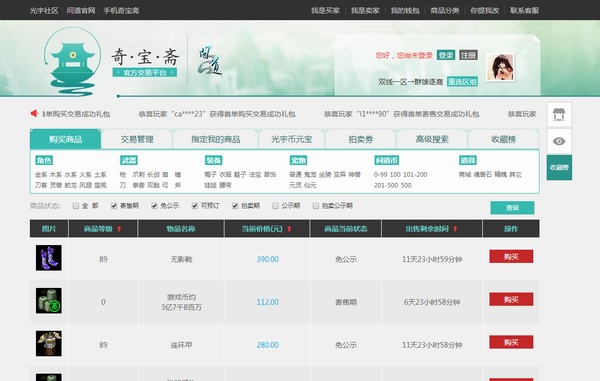 光宇社区 问道官网 手机奇宝斋 我是买家 我是卖家 我的钱包 商品分类 你提我改 联系客服
奇·宝·斋
官方交易平台
问道
您好，您尚未登录 登录 注册
双线一区→群雄逐鹿 重选区组
单购买交易成功礼包 恭喜玩家“ca****23”获得首单购买交易成功礼包 恭喜玩家“l1****90”获得首单寄售交易成功礼包 恭喜玩家
购买商品 交易管理 指定我的商品 光宇币元宝 拍卖券 高级搜索 收藏榜
角色 武器 装备 宠物 问道币 道具
金系 木系 水系 火系 土系 枪 爪刺 长剑 扇 锤 帽子 衣服 鞋子 法宝 首饰 普通 鬼宠 坐骑 变异 神兽 0-99 100 101-200 商城 魂兽石 精魄 其它
刀 拳套 双戟 弓 斧 娃娃 腰带 元灵 仙元 201-500 500
商品状态: 全 部 寄售期 免公示 可预订 拍卖期 公示期 拍卖公示期 查询
图片 商品等级 物品名称 当前价格(元) 商品当前状态 出售剩余时间 操作
89 无影靴 390.00 免公示 11天23小时59分钟 购买
0 游戏币约 112.00 寄售期 6天23小时58分钟 购买
3亿7千8百万
89 连环甲 280.00 免公示 11天23小时58分钟 购买
收藏榜